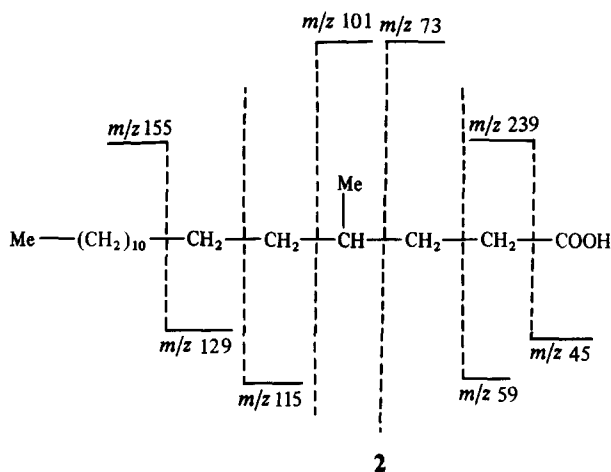 m/z 101 m/z 73
m/z 155 m/z 239
Me
Me—(CH₂)₁₀—CH₂—CH₂—CH—CH₂—CH₂—COOH
m/z 129 m/z 45
m/z 115 m/z 59
2